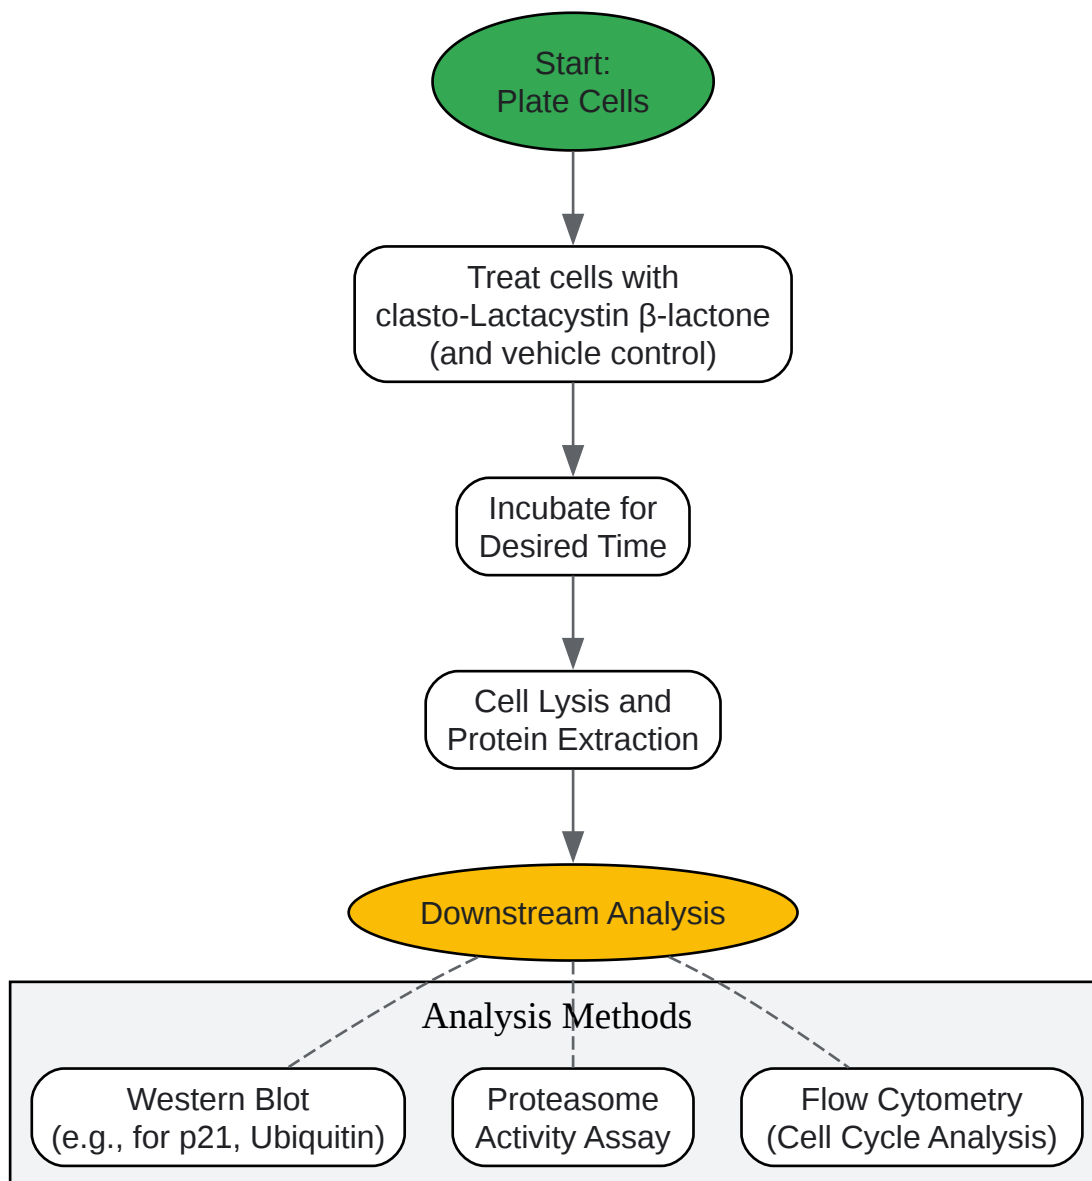 Start:
Plate Cells
Treat cells with
clasto-Lactacystin β-lactone
(and vehicle control)
Incubate for
Desired Time
Cell Lysis and
Protein Extraction
Downstream Analysis
Analysis Methods
Western Blot
(e.g., for p21, Ubiquitin)
Proteasome
Activity Assay
Flow Cytometry
(Cell Cycle Analysis)